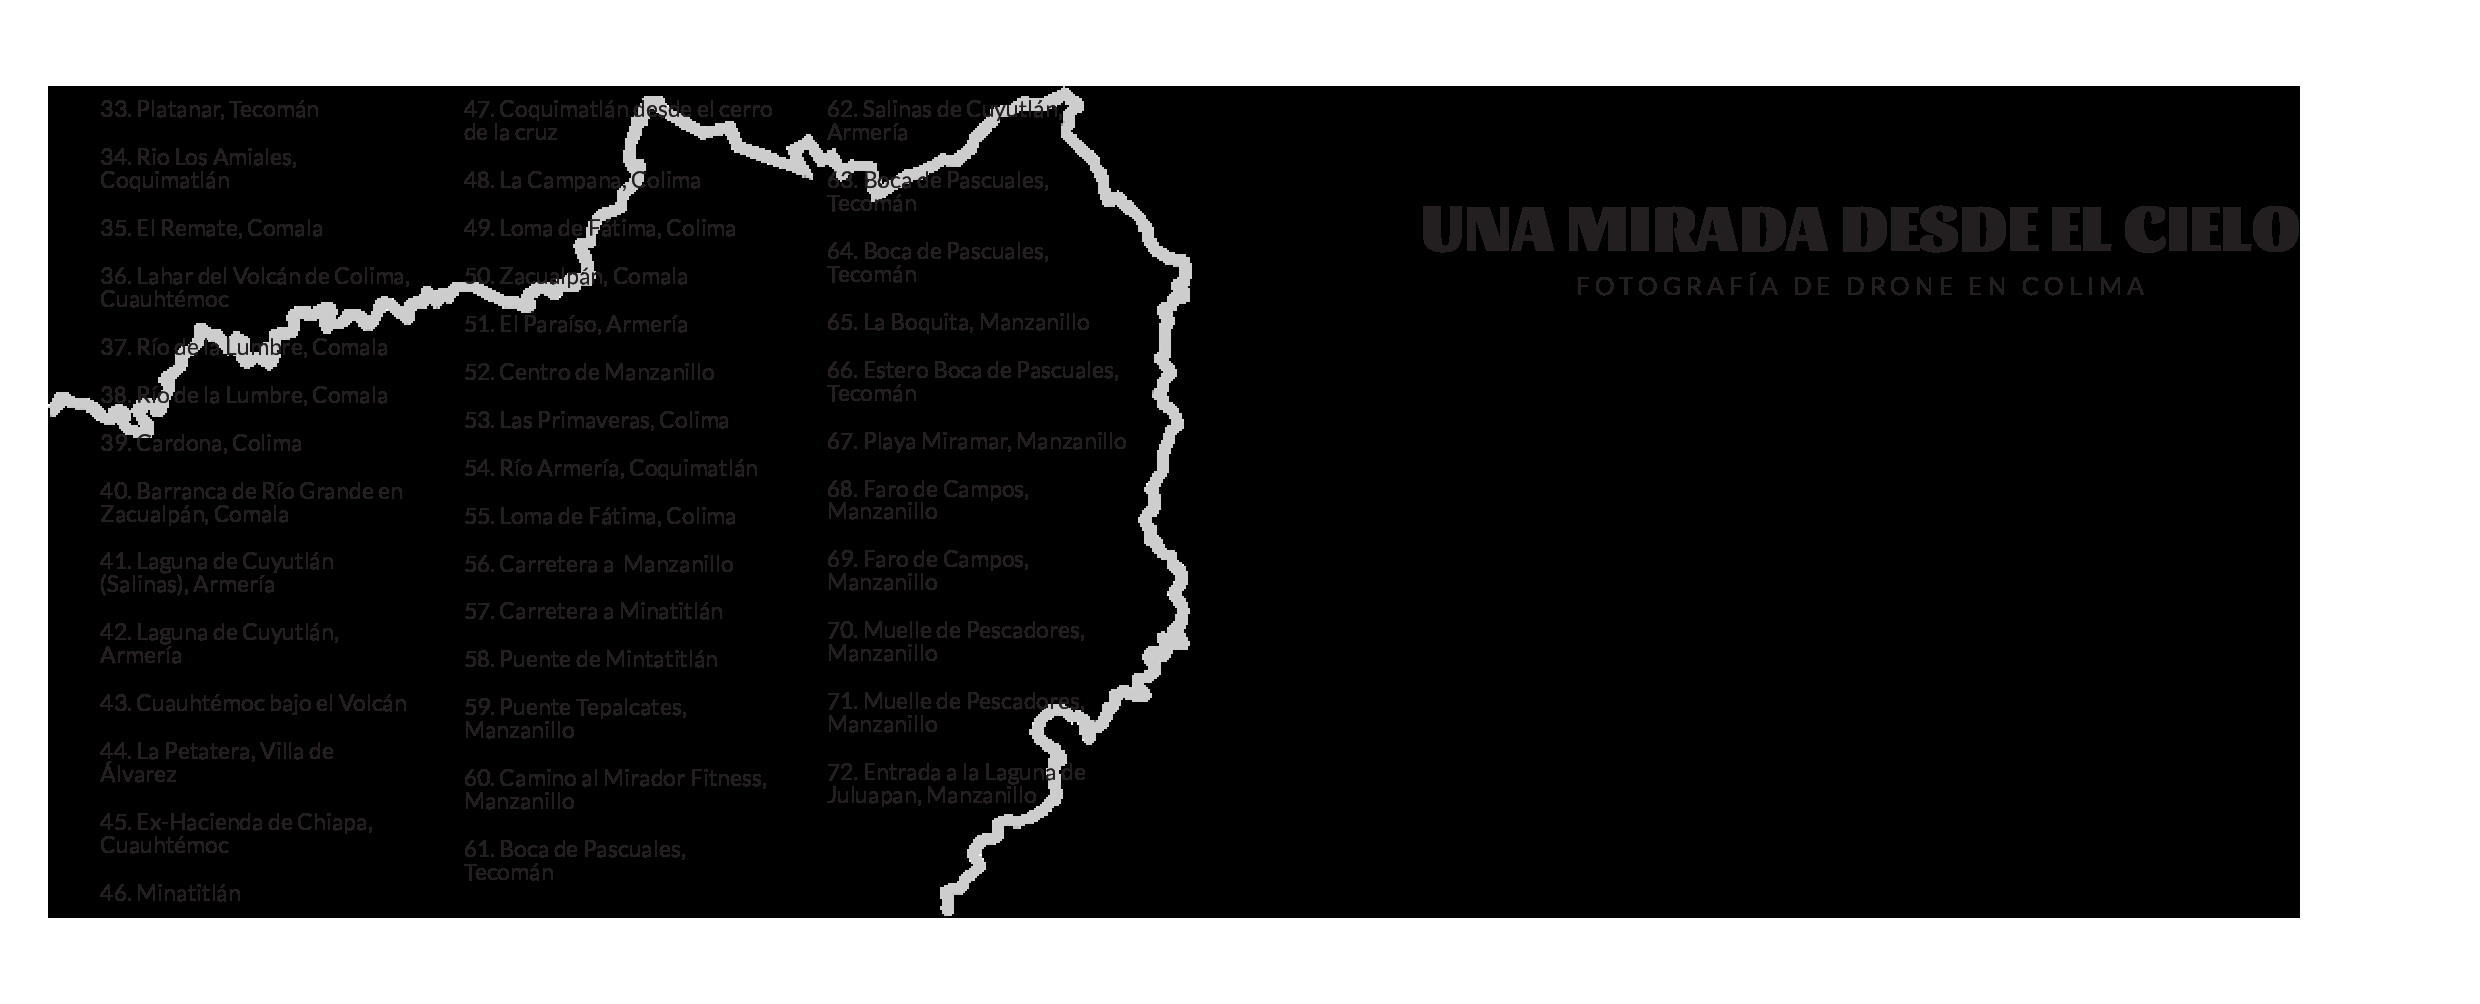 33. Platanar, Tecomán
34. Rio Los Amiales,
Coquimatlán
35. El Remate, Comala
36. Lahar del Volcán de Colima,
Cuauhtémoc
37. Río de la Lumbre, Comala
38. Río de la Lumbre, Comala
39. Cardona, Colima
40. Barranca de Río Grande en
Zacualpán, Comala
41. Laguna de Cuyutlán
(Salinas), Armería
42. Laguna de Cuyutlán,
Armería
43. Cuauhtémoc bajo el Volcán
44. La Petatera, Villa de
Álvarez
45. Ex-Hacienda de Chiapa,
Cuauhtémoc
46. Minatitlán
47. Coquimatlán desde el cerro
de la cruz
48. La Campana, Colima
49. Loma de Fátima, Colima
50. Zacualpán, Comala
51. El Paraíso, Armería
52. Centro de Manzanillo
53. Las Primaveras, Colima
54. Río Armería, Coquimatlán
55. Loma de Fátima, Colima
56. Carretera a  Manzanillo
57. Carretera a Minatitlán
58. Puente de Mintatitlán
59. Puente Tepalcates,
Manzanillo
60. Camino al Mirador Fitness,
Manzanillo
61. Boca de Pascuales,
Tecomán
62. Salinas de Cuyutlán,
Armería
63. Boca de Pascuales,
Tecomán
64. Boca de Pascuales,
Tecomán
65. La Boquita, Manzanillo
66. Estero Boca de Pascuales,
Tecomán
67. Playa Miramar, Manzanillo
68. Faro de Campos,
Manzanillo
69. Faro de Campos,
Manzanillo
70. Muelle de Pescadores,
Manzanillo
71. Muelle de Pescadores,
Manzanillo
72. Entrada a la Laguna de
Juluapan, Manzanillo
UNA MIRADA DESDE EL CIELO
FOTOGRAFÍA DE DRONE EN COLIMA